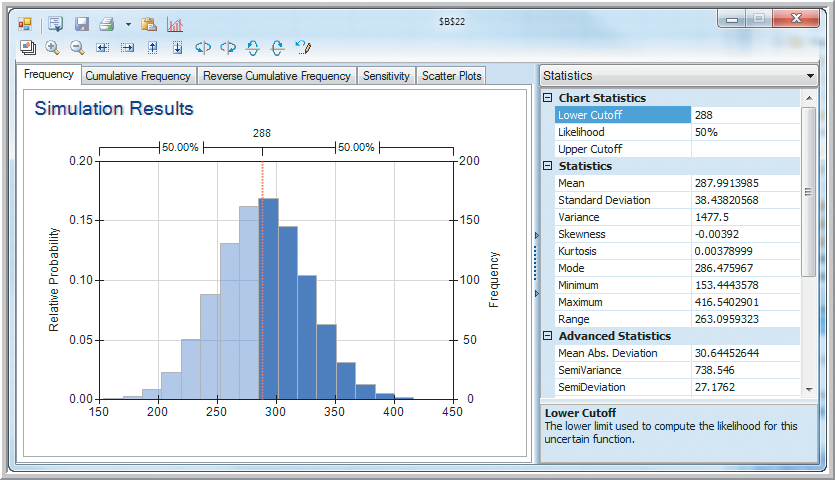 $B$22
Frequency
Cumulative Frequency
Reverse Cumulative Frequency
Sensitivity
Scatter Plots
Simulation Results
288
50.00%
50.00%
0.20
0.15
0.10
0.05
0.00
Relative Probability
200
150
100
50
0
Frequency
150
200
250
300
350
400
450
Statistics
Chart Statistics
Lower Cutoff 288
Likelihood 50%
Upper Cutoff
Statistics
Mean 287.9913985
Standard Deviation 38.43820568
Variance 1477.5
Skewness -0.00392
Kurtosis 0.00378999
Mode 286.475967
Minimum 153.4443578
Maximum 416.5402901
Range 263.0959323
Advanced Statistics
Mean Abs. Deviation 30.64452644
SemiVariance 738.546
SemiDeviation 27.1762
Lower Cutoff
The lower limit used to compute the likelihood for this
uncertain function.